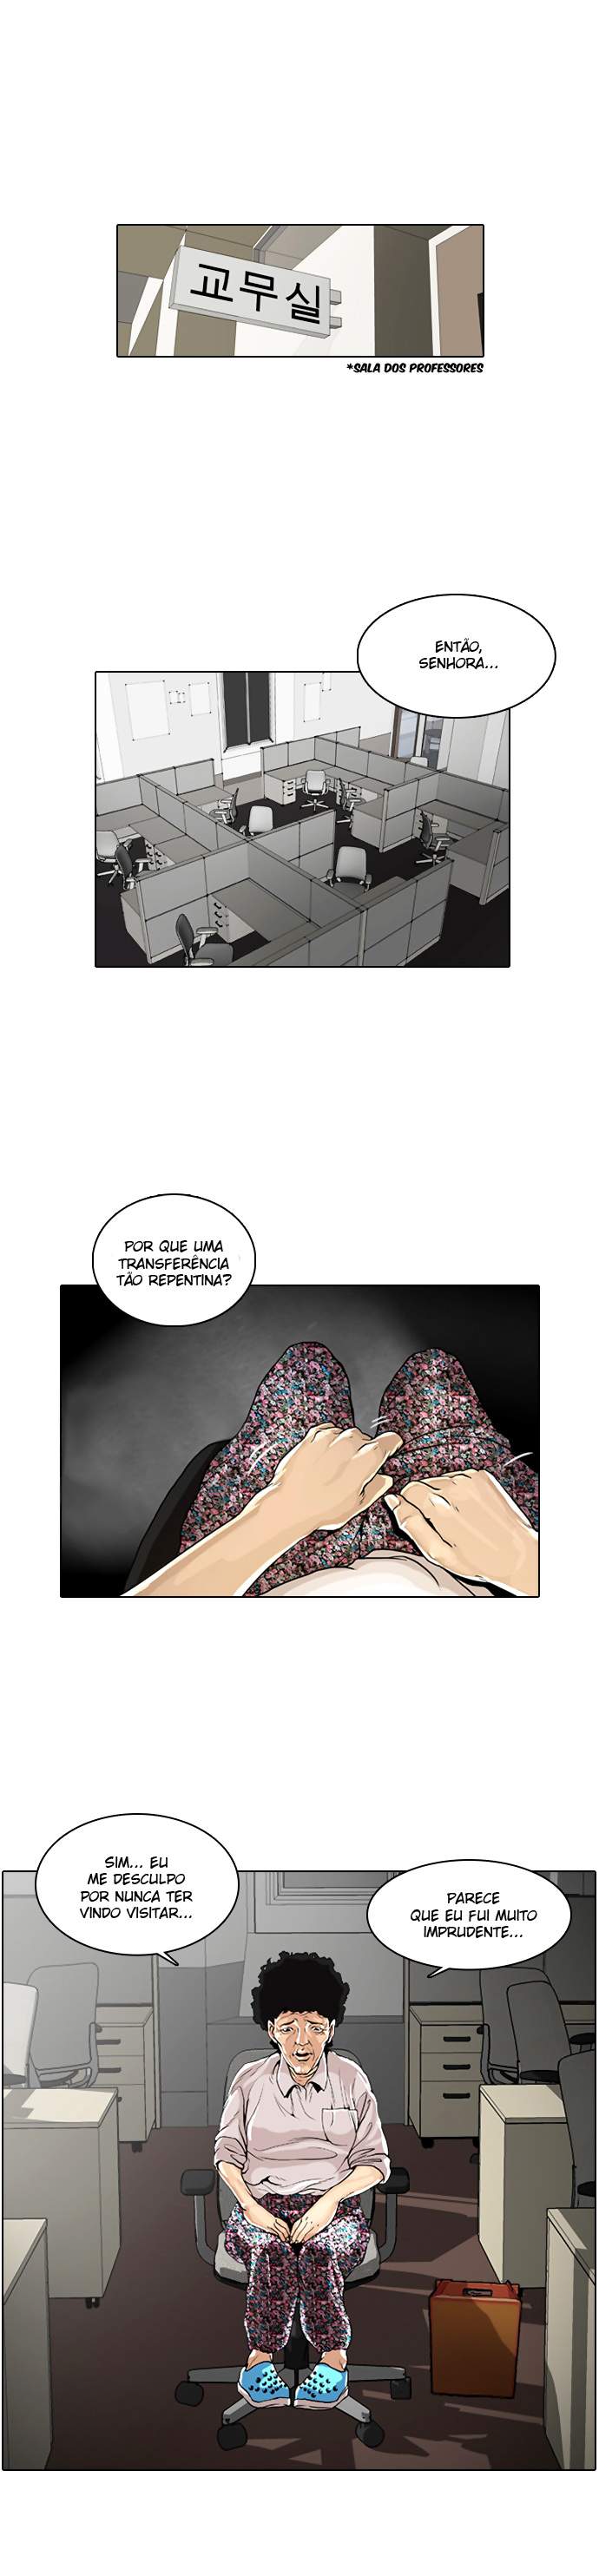 교무실
*SALA DOS PROFESSORES
ENTÃO,
SENHORA...
POR QUE UMA
TRANSFERÊNCIA
TÃO REPENTINA?
SIM... EU
ME DESCULPO
POR NUNCA TER
VINDO VISITAR...
PARECE
QUE EU FUI MUITO
IMPRUDENTE...